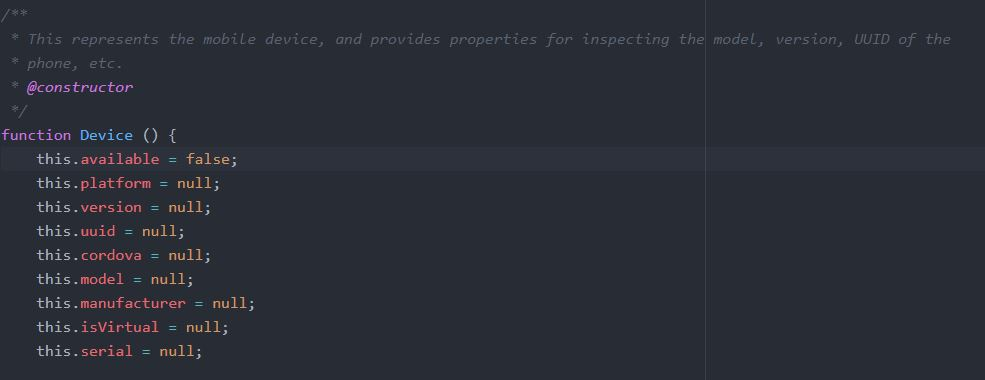 /**
 * This represents the mobile device, and provides properties for inspecting the model, version, UUID of the
 * phone, etc.
 * @constructor
 */
function Device () {
    this.available = false;
    this.platform = null;
    this.version = null;
    this.uuid = null;
    this.cordova = null;
    this.model = null;
    this.manufacturer = null;
    this.isVirtual = null;
    this.serial = null;